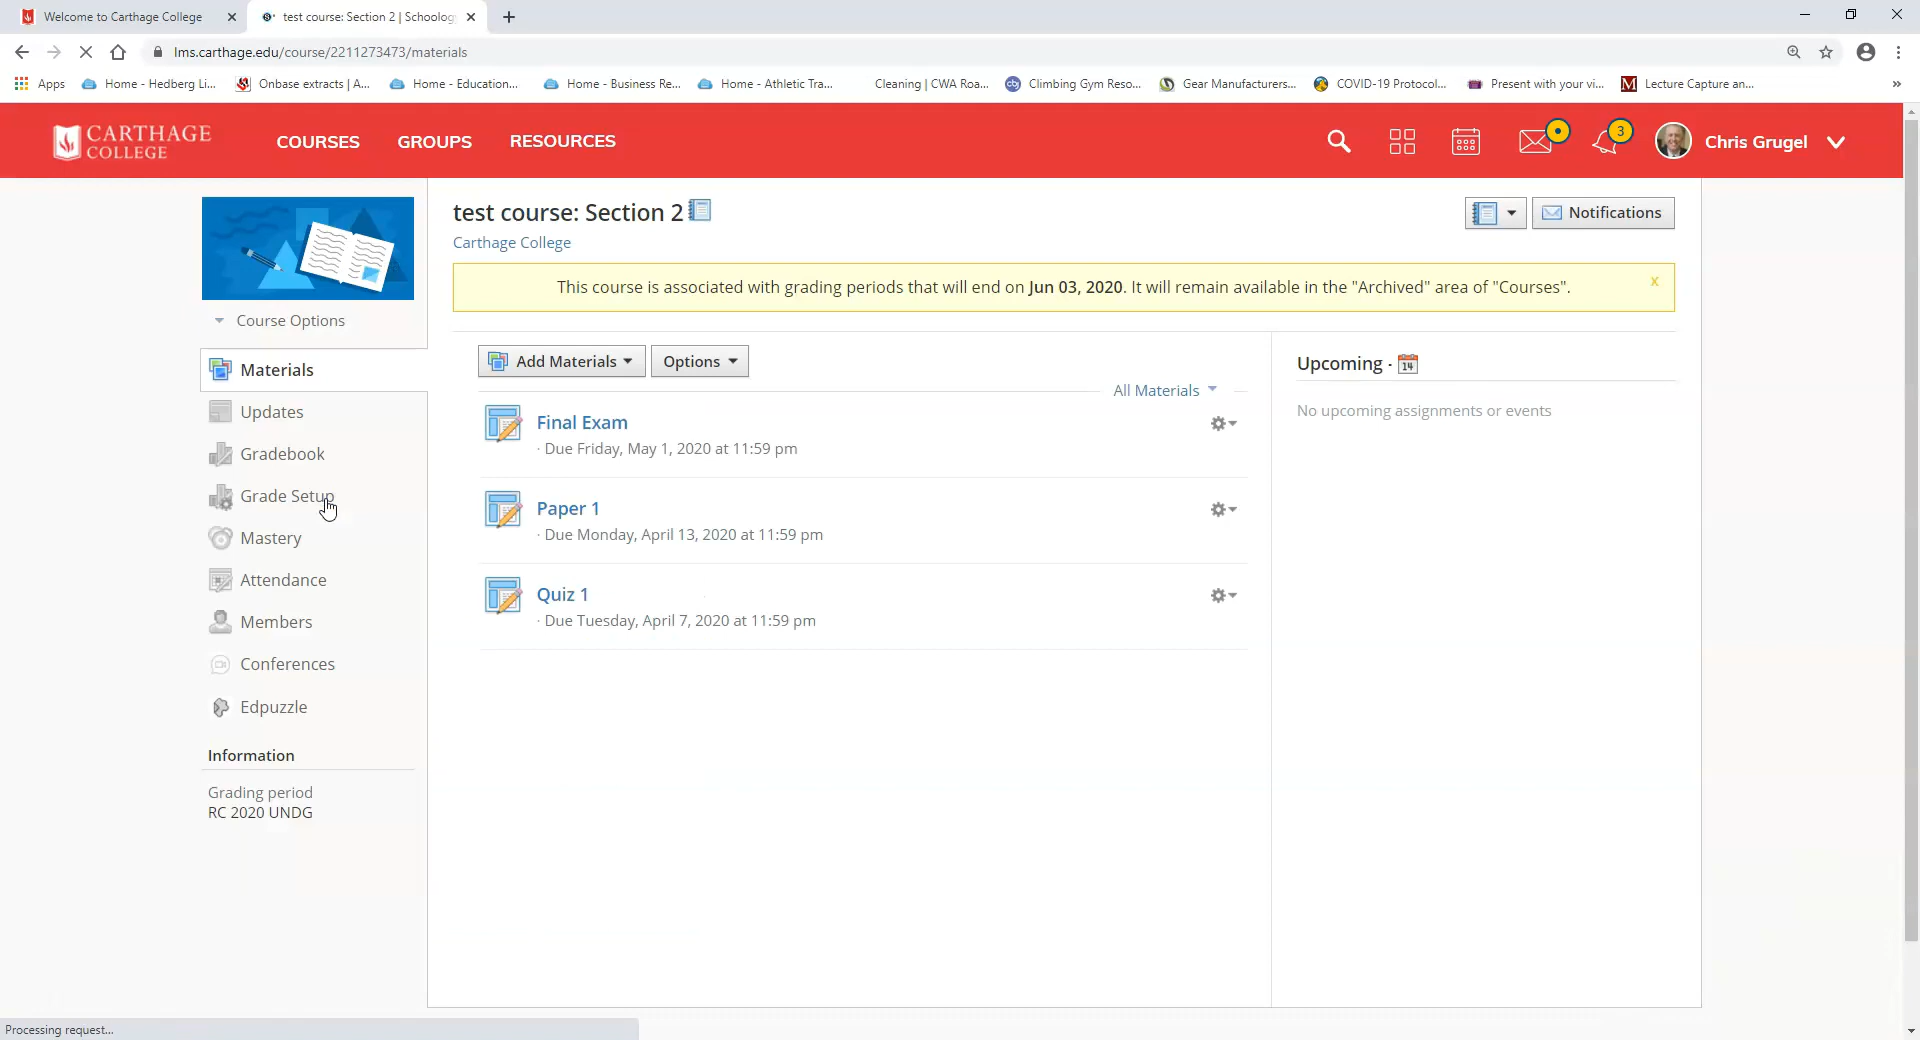 Welcome to Carthage College
test course: Section 2 | Schoology
lms.carthage.edu/course/2211273473/materials
Apps
Home - Hedberg Li...
Onbase extracts | A...
Home - Education...
Home - Business Re...
Home - Athletic Tra...
Cleaning | CWA Roa...
Climbing Gym Reso...
Gear Manufacturers...
COVID-19 Protocol...
Present with your vi...
Lecture Capture an...
»
CARTHAGE
COLLEGE
COURSES
GROUPS
RESOURCES
3
Chris Grugel
test course: Section 2
Notifications
Carthage College
This course is associated with grading periods that will end on Jun 03, 2020. It will remain available in the "Archived" area of "Courses".
x
Course Options
Materials
Updates
Gradebook
Grade Setup
Mastery
Attendance
Members
Conferences
Edpuzzle
Information
Grading period
RC 2020 UNDG
Add Materials
Options
All Materials
Final Exam
· Due Friday, May 1, 2020 at 11:59 pm
Paper 1
· Due Monday, April 13, 2020 at 11:59 pm
Quiz 1
· Due Tuesday, April 7, 2020 at 11:59 pm
Upcoming ·
14
No upcoming assignments or events
Processing request...